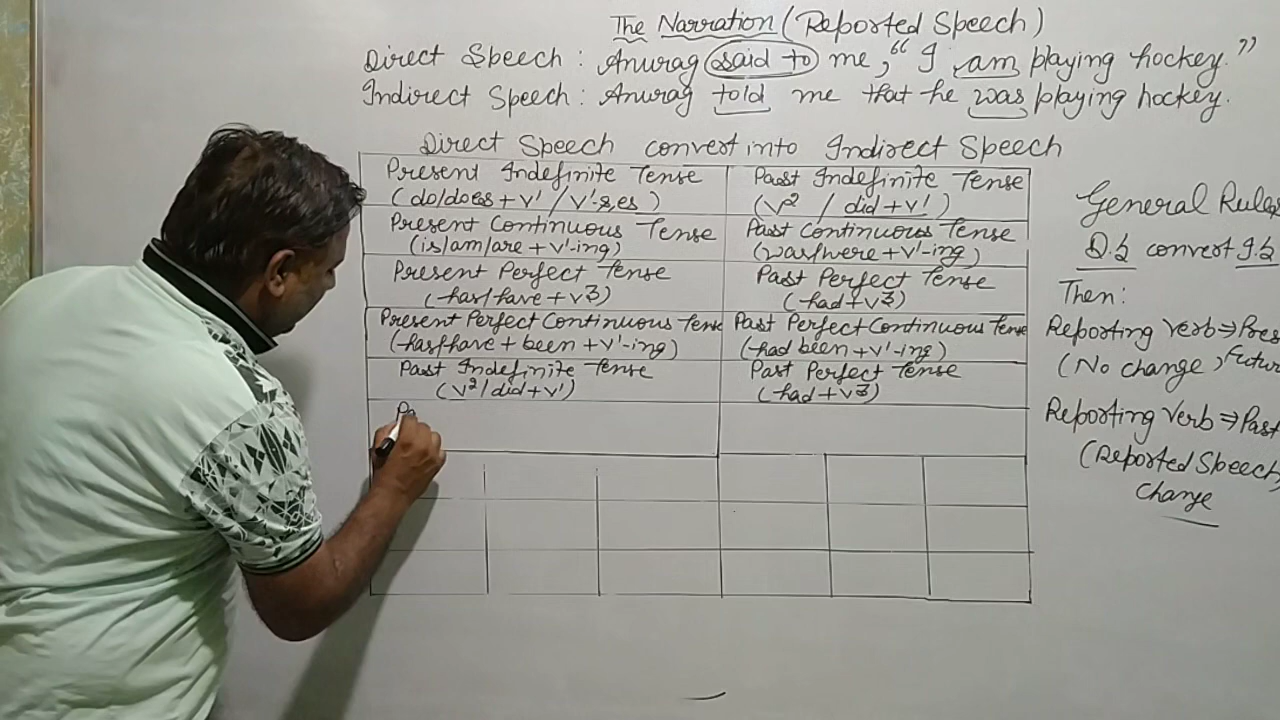 The Narration (Reported Speech)
Direct Speech : Anurag said to me, "I am playing hockey."
Indirect Speech : Anurag told me that he was playing hockey.
Direct Speech convert into Indirect Speech
Present Indefinite Tense
(do/does + V¹ / V¹-s,es)
Past Indefinite Tense
(V² / did + V¹)
Present Continuous Tense
(is/am/are + V¹-ing)
Past Continuous Tense
(was/were + V¹-ing)
Present Perfect Tense
(has/have + V3)
Past Perfect Tense
(had + V3)
Present Perfect Continuous Tense
(has/have + been + V¹-ing)
Past Perfect Continuous Tense
(had been + V¹-ing)
Past Indefinite Tense
(V² / did + V¹)
Past Perfect Tense
(had + V3)
Pa
General Rules
D.S convert I.S
Then:
Reporting Verb ⇒ Pres
(No change) Futur
Reporting Verb ⇒ Past
(Reported Speech
Change